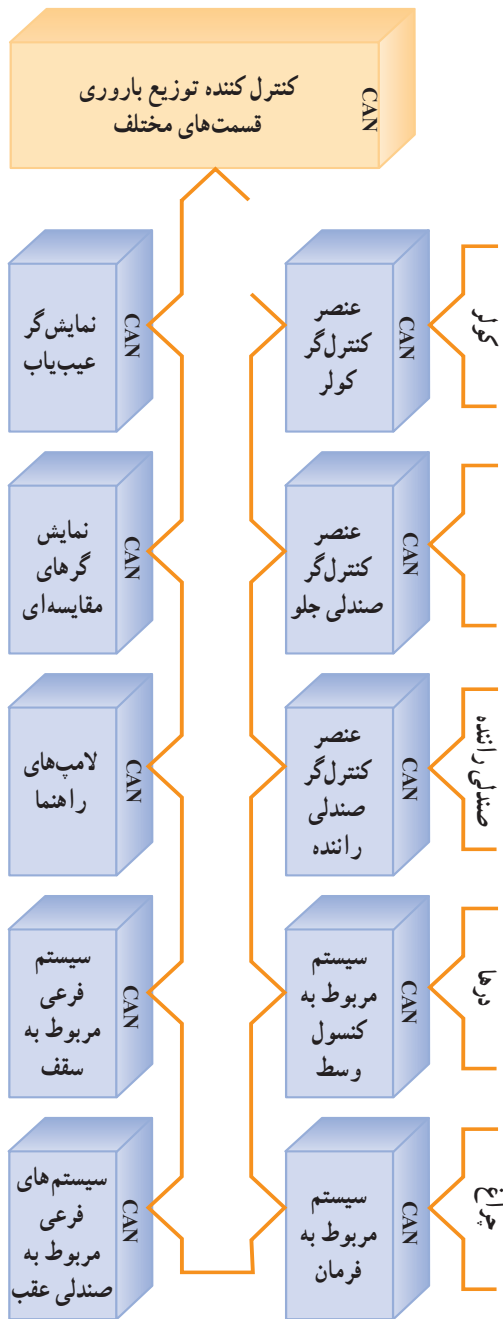 کنترل کننده توزیع باروری
قسمت‌های مختلف
CAN
کولر
CAN
عنصر
کنترل‌گر
کولر
CAN
نمایش‌گر
عیب‌یاب
CAN
عنصر
کنترل‌گر
صندلی جلو
CAN
نمایش
گرهای
مقایسه‌ای
CAN
صندلی راننده
عنصر
کنترل‌گر
صندلی
راننده
CAN
لامپ‌های
راهنما
CAN
درها
سیستم
مربوط به
کنسول
وسط
CAN
سیستم
فرعی
مربوط به
سقف
CAN
چراغ
سیستم
مربوط به
فرمان
CAN
سیستم‌های
فرعی
مربوط به
صندلی عقب
CAN